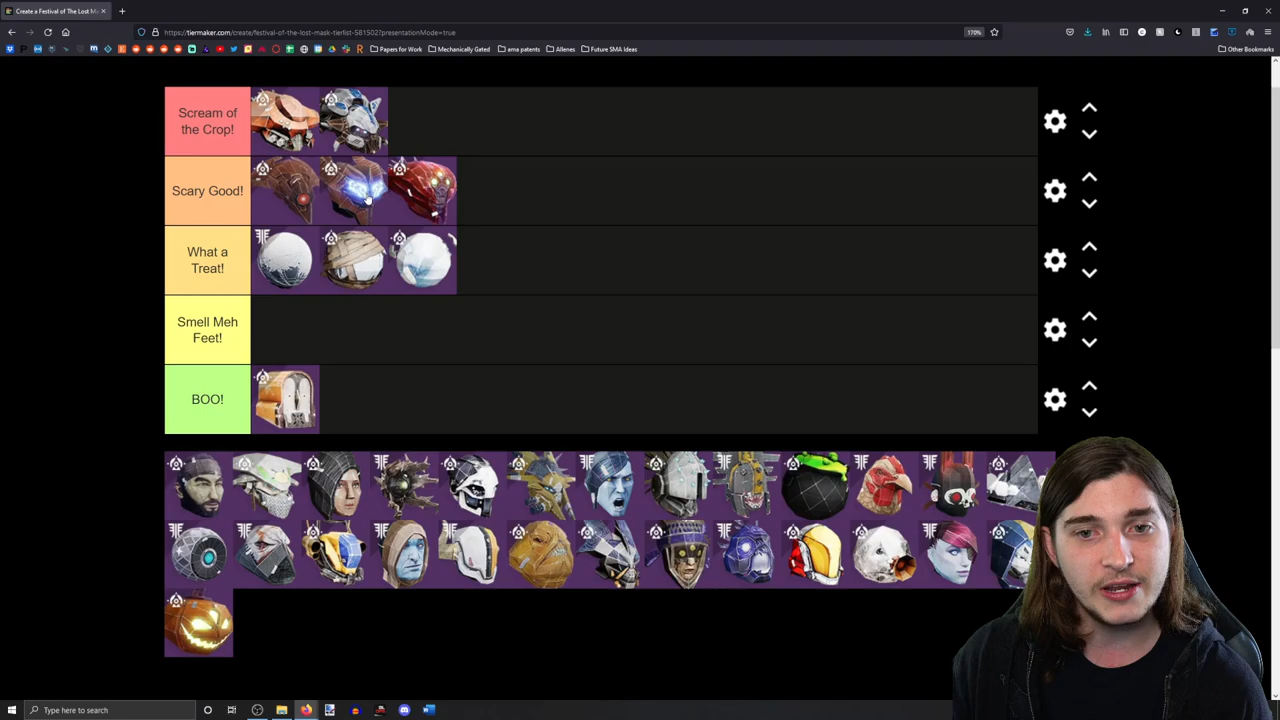 Create a Festival of The Lost M
https://tiermaker.com/create/festival-of-the-lost-mask-tierlist-581502?presentationMode=true
170%
Papers for Work
Mechanically Gated
ama patents
Allenes
Future SMA Ideas
Other Bookmarks
Scream of
the Crop!
Scary Good!
What a
Treat!
Smell Meh
Feet!
BOO!
Type here to search